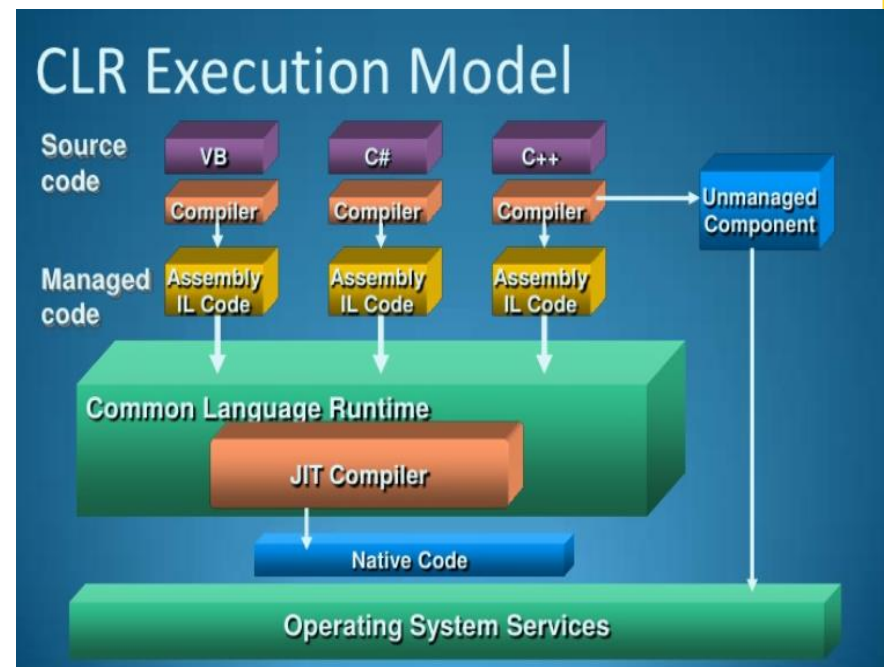 CLR Execution Model
Source
code
VB
C#
C++
Compiler
Compiler
Compiler
Unmanaged
Component
Managed
code
Assembly
IL Code
Assembly
IL Code
Assembly
IL Code
Common Language Runtime
JIT Compiler
Native Code
Operating System Services